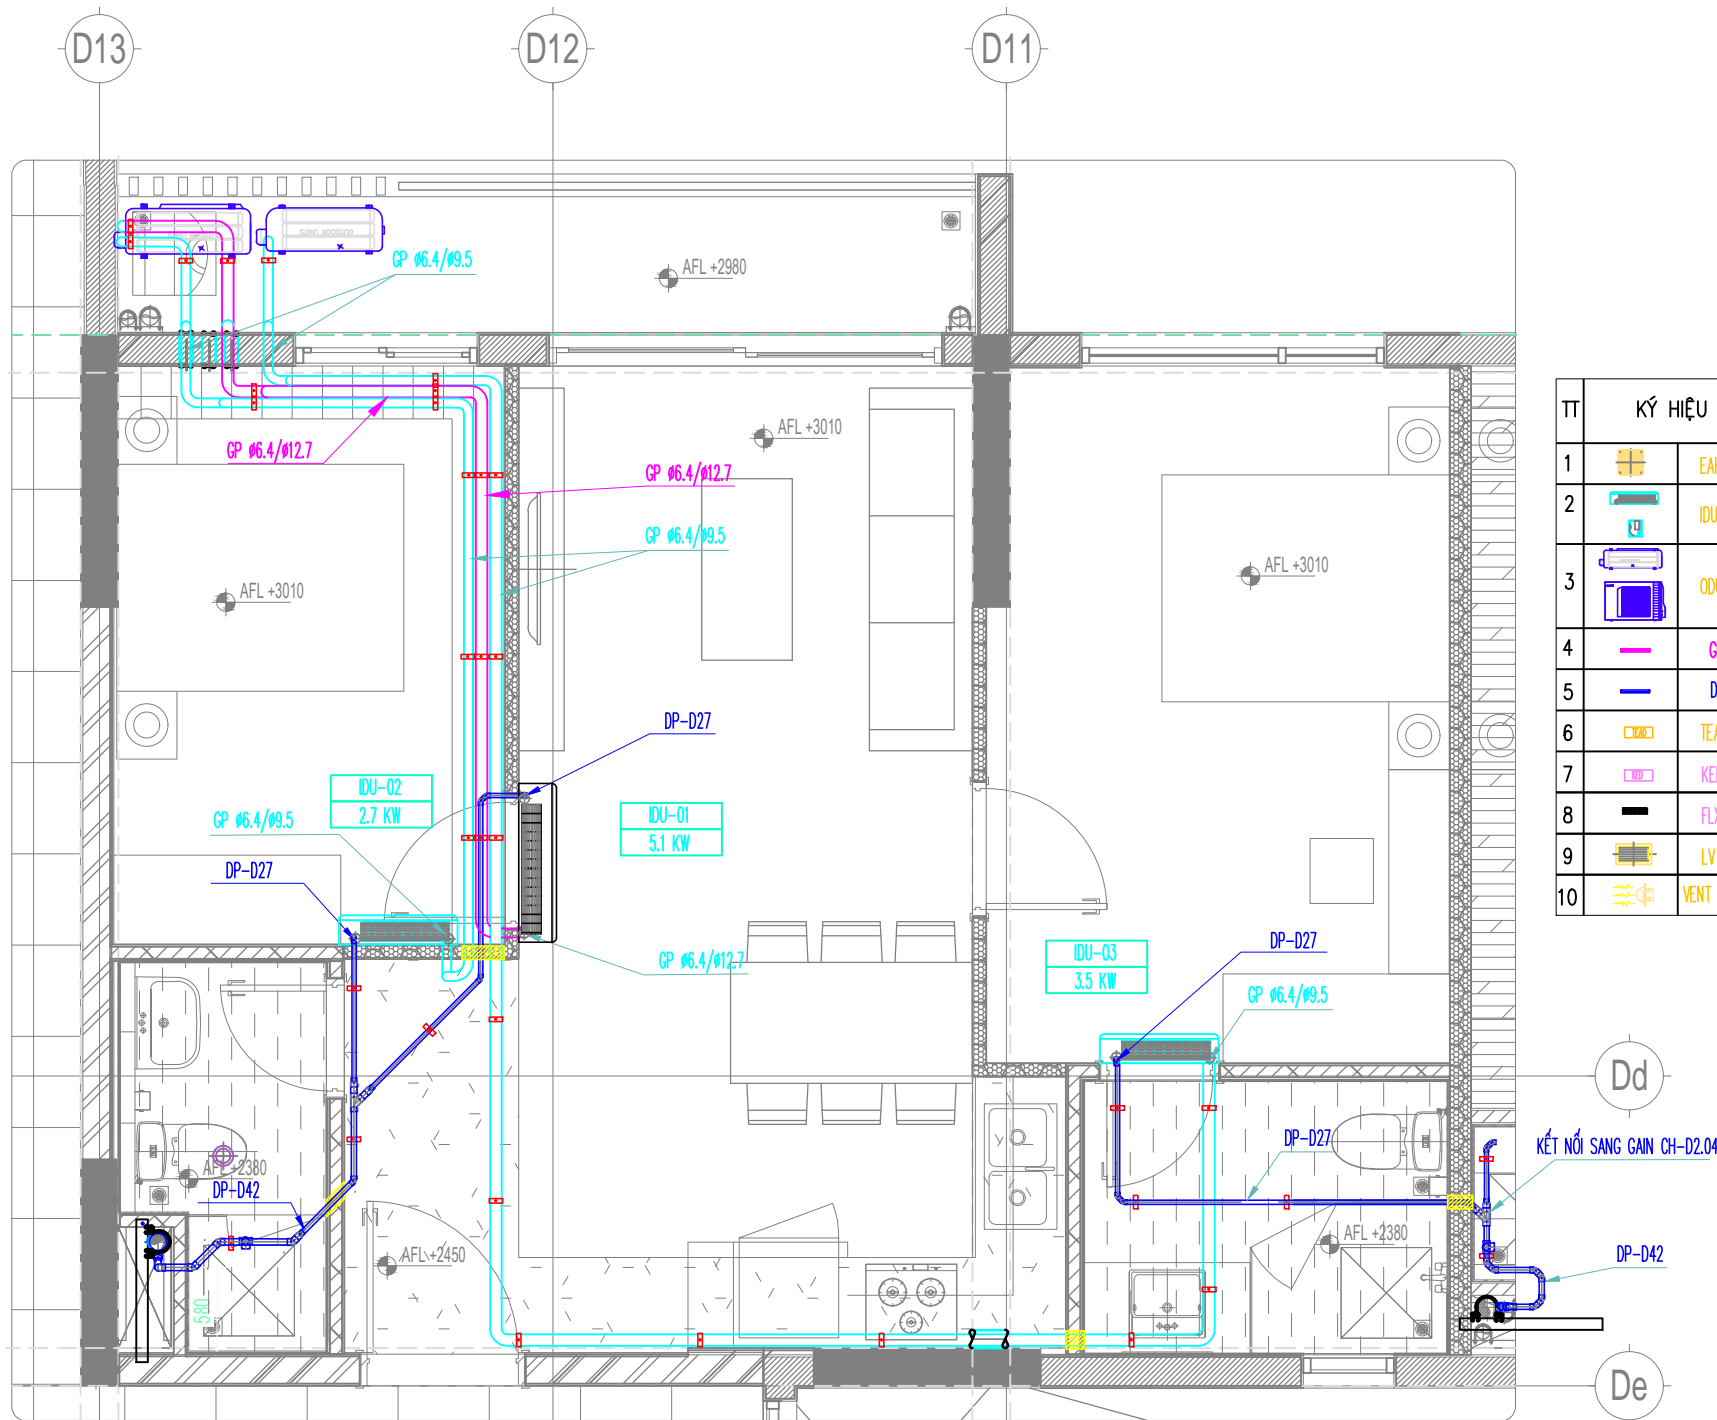 D13
D12
D11
OUTDOOR UNITS
GP ø6.4/ø9.5
AFL +2980
AFL +3010
GP ø6.4/ø12.7
GP ø6.4/ø12.7
GP ø6.4/ø9.5
AFL +3010
AFL +3010
TT
KÝ HIỆU
1
2
IDU
3
4
5
6
7
8
9
LV
10
VENT
DP-D27
IDU-02
2.7 KW
IDU-01
5.1 KW
GP ø6.4/ø9.5
DP-D27
GP ø6.4/ø12.7
IDU-03
3.5 KW
DP-D27
GP ø6.4/ø9.5
Dd
DP-D27
KẾT NỐI SANG GAIN CH-D2.04
AFL +2380
DP-D42
AFL +2450
AFL +2380
DP-D42
580
De